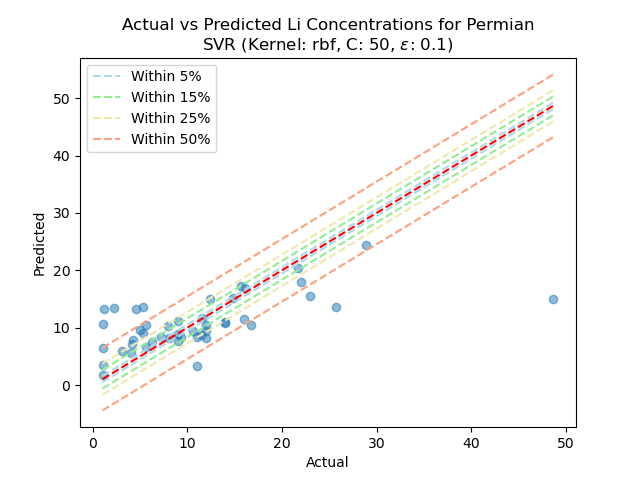 Actual vs Predicted Li Concentrations for Permian
SVR (Kernel: rbf, C: 50, ε: 0.1)
Within 5%
Within 15%
Within 25%
Within 50%
Predicted
50
40
30
20
10
0
0 10 20 30 40 50
Actual